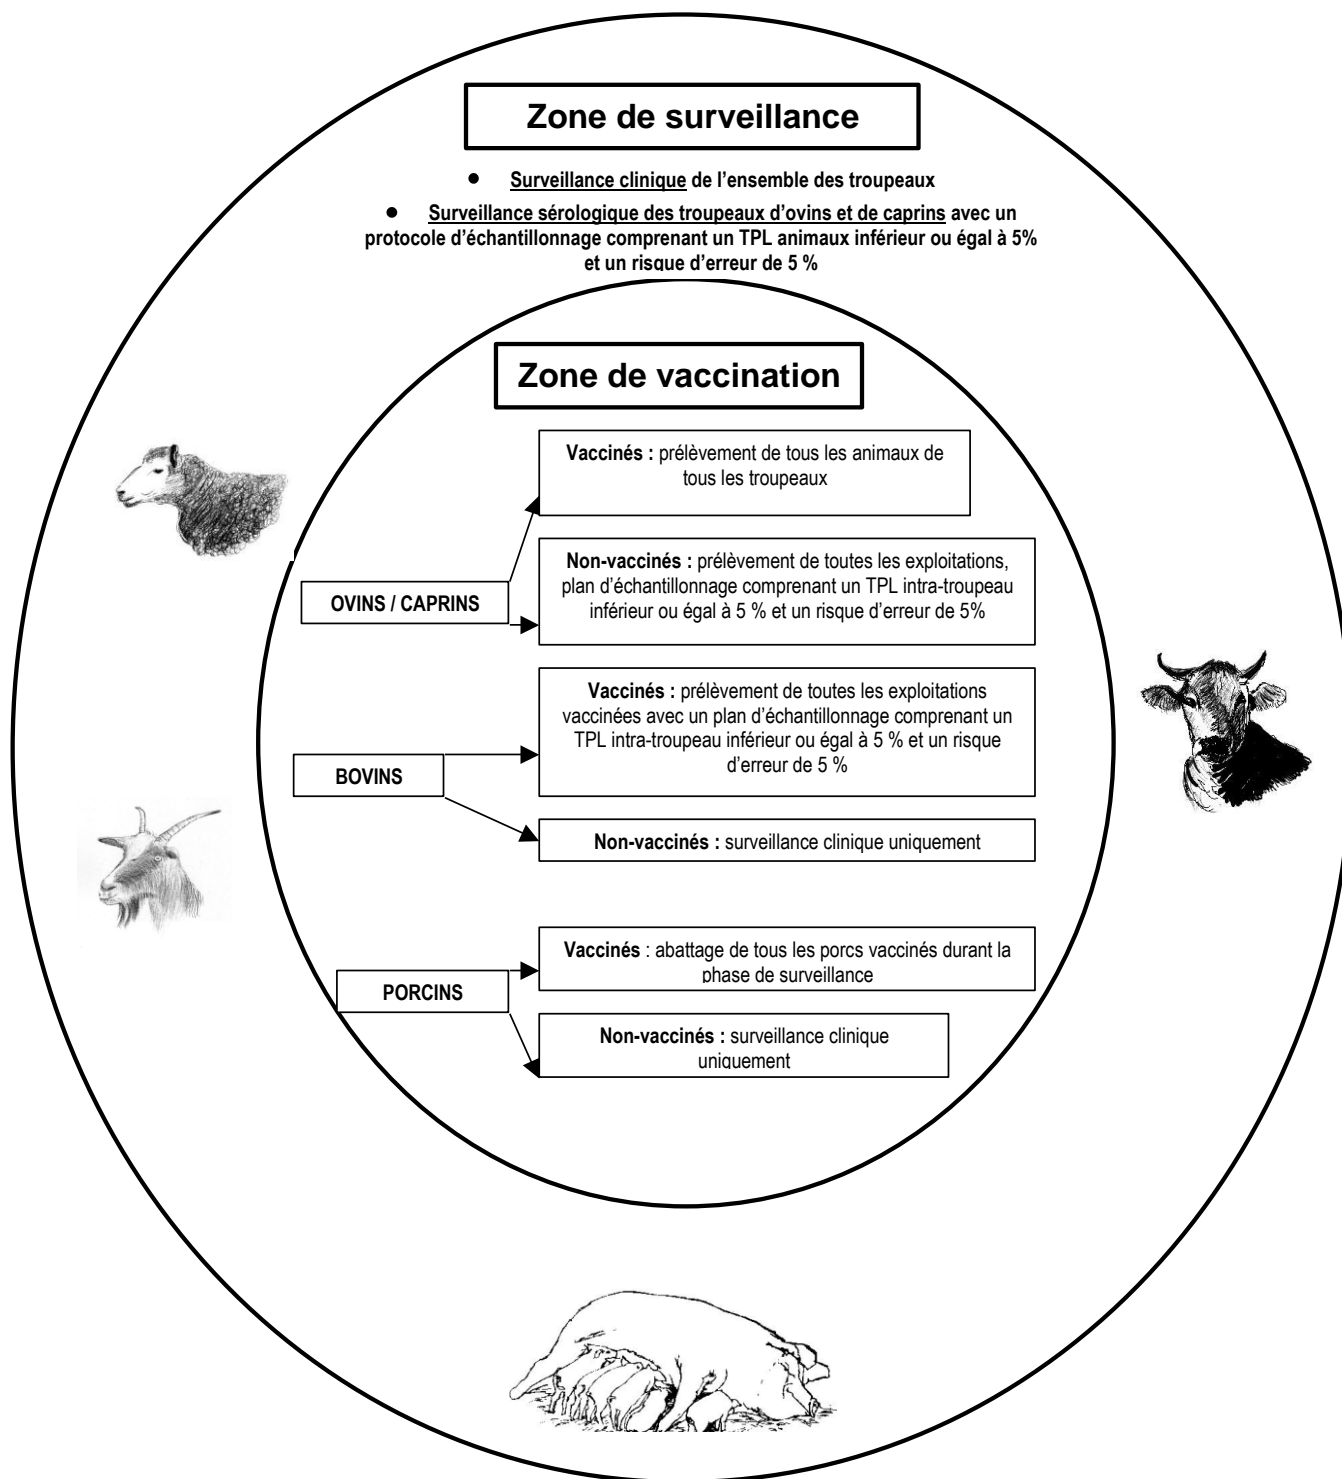 Zone de surveillance
• Surveillance clinique de l'ensemble des troupeaux
• Surveillance sérologique des troupeaux d'ovins et de caprins avec un
protocole d'échantillonnage comprenant un TPL animaux inférieur ou égal à 5%
et un risque d'erreur de 5 %
Zone de vaccination
OVINS / CAPRINS
Vaccinés : prélèvement de tous les animaux de
tous les troupeaux
Non-vaccinés : prélèvement de toutes les exploitations,
plan d'échantillonnage comprenant un TPL intra-troupeau
inférieur ou égal à 5 % et un risque d'erreur de 5%
BOVINS
Vaccinés : prélèvement de toutes les exploitations
vaccinées avec un plan d'échantillonnage comprenant un
TPL intra-troupeau inférieur ou égal à 5 % et un risque
d'erreur de 5 %
Non-vaccinés : surveillance clinique uniquement
PORCINS
Vaccinés : abattage de tous les porcs vaccinés durant la
phase de surveillance
Non-vaccinés : surveillance clinique
uniquement